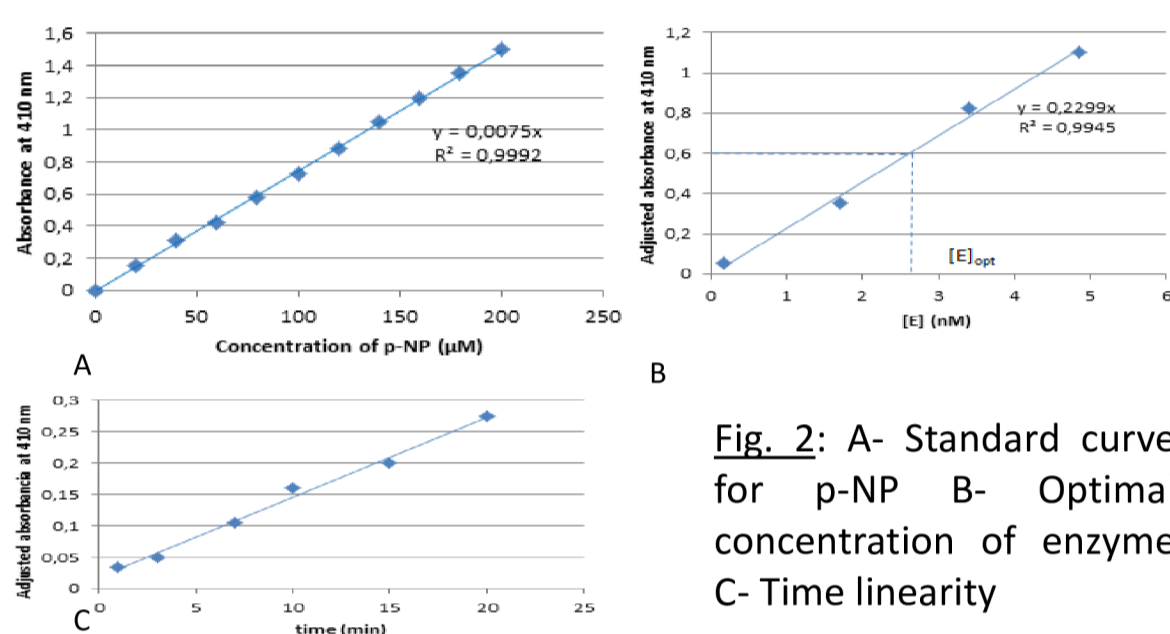 1,6
1,4
1,2
1
0,8
0,6
0,4
0,2
0
0 50 100 150 200 250
Absorbance at 410 nm
y = 0,0075x
R² = 0,9992
Concentration of p-NP (µM)
A
1,2
1
0,8
0,6
0,4
0,2
0
0 1 2 3 4 5 6
Adjusted absorbance at 410 nm
y = 0,2299x
R² = 0,9945
[E]opt
[E] (nM)
B
0,3
0,25
0,2
0,15
0,1
0,05
0
0 5 10 15 20 25
Adjusted absorbancia at 410 nm
time (min)
C
Fig. 2: A- Standard curve
for p-NP B- Optima
concentration of enzyme
C- Time linearity